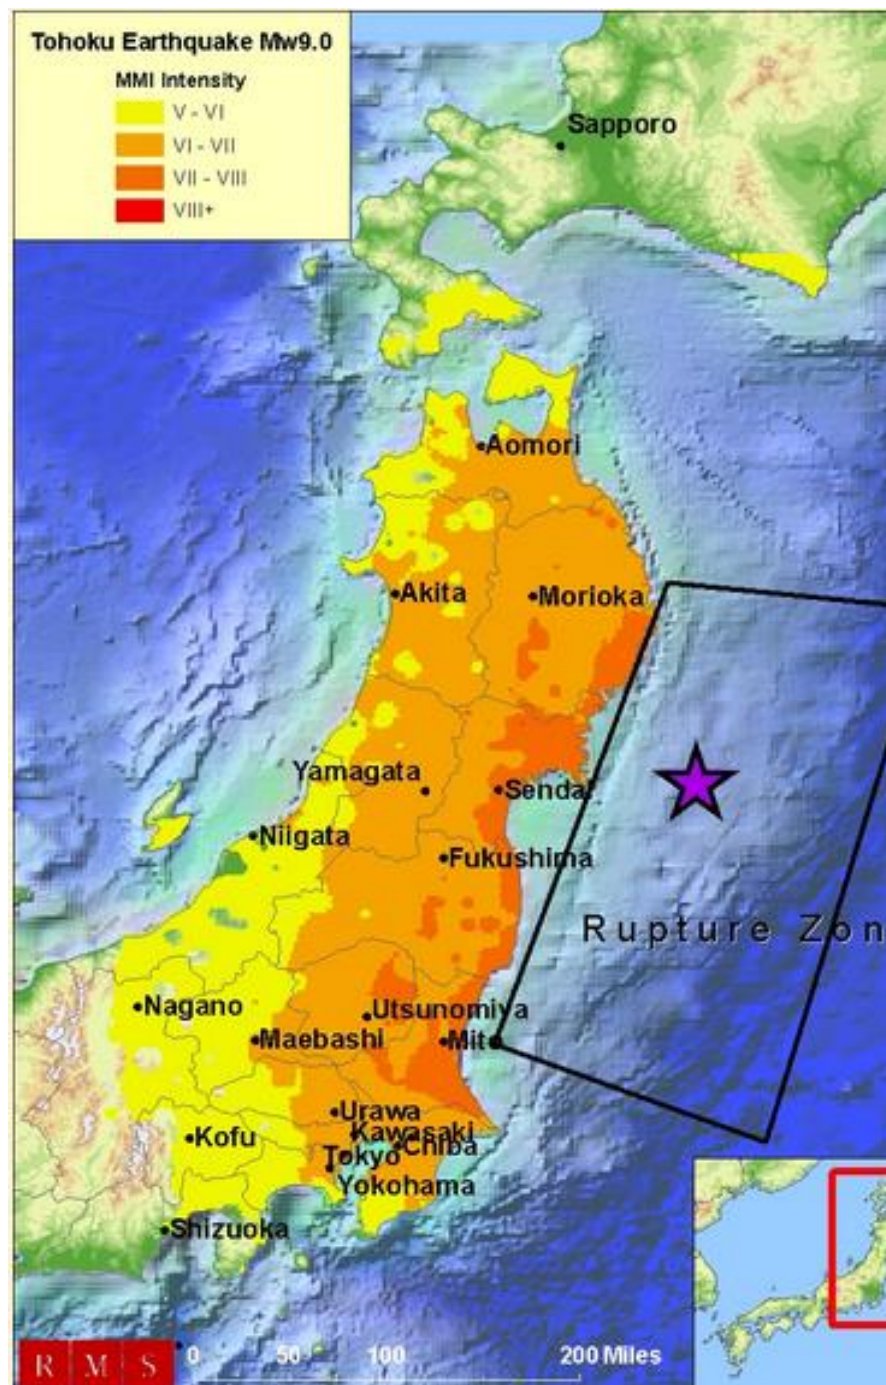 Tohoku Earthquake Mw9.0
MMI Intensity
V - VI
VI - VII
VII - VIII
VIII+
Sapporo
Aomori
Akita
Morioka
Yamagata
Sendai
Niigata
Fukushima
Rupture Zon
Nagano
Utsunomiya
Maebashi
Mito
Urawa
Kawasaki
Kofu
Chiba
Tokyo
Yokohama
Shizuoka
R M S
0 50 100 200 Miles